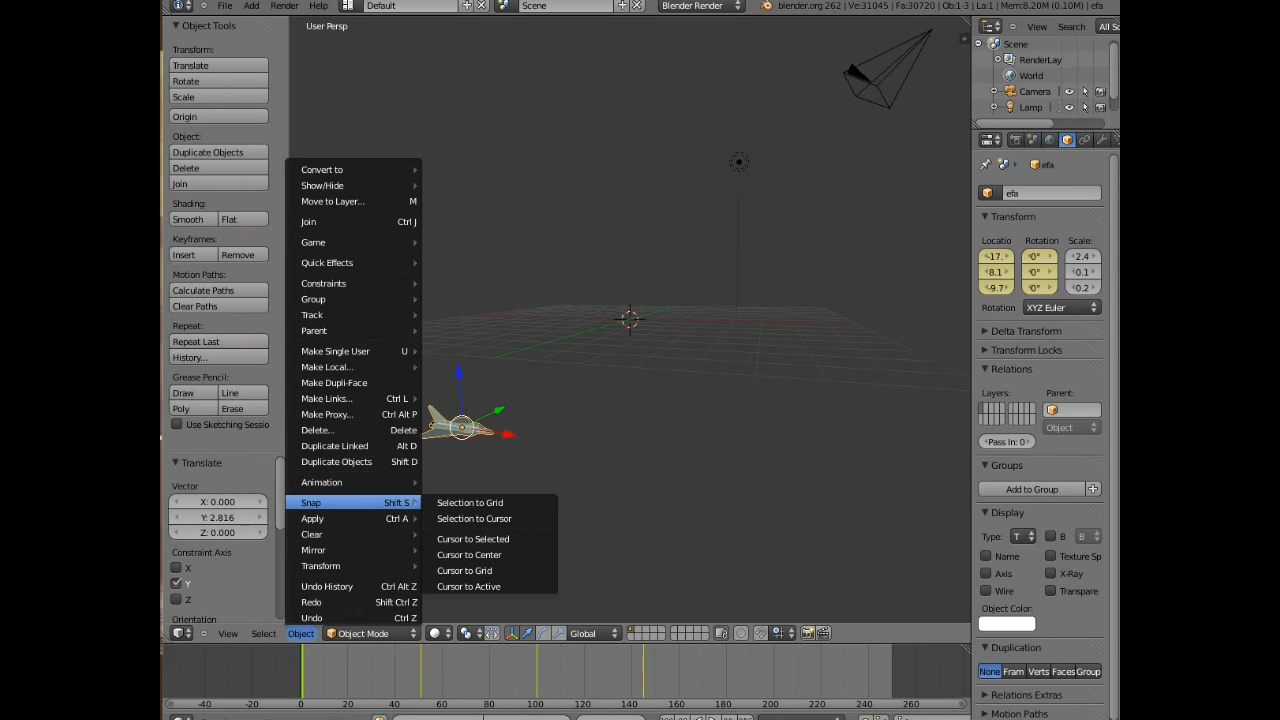 File Add Render Help Default Scene Blender Render blender.org 262 | Ve:31045 | Fa:30720 | Ob:1-3 | La:1 | Mem:8.20M (0.10M) | efa
Object Tools
Transform:
Translate
Rotate
Scale
Origin
Object:
Duplicate Objects
Delete
Join
Shading:
Smooth Flat
Keyframes:
Insert Remove
Motion Paths:
Calculate Paths
Clear Paths
Repeat:
Repeat Last
History...
Grease Pencil:
Draw Line
Poly Erase
Use Sketching Sessio
Translate
Vector
X: 0.000
Y: 2.816
Z: 0.000
Constraint Axis
X
Y
Z
Orientation
User Persp
Convert to
Show/Hide
Move to Layer... M
Join Ctrl J
Game
Quick Effects
Constraints
Group
Track
Parent
Make Single User U
Make Local...
Make Dupli-Face
Make Links... Ctrl L
Make Proxy... Ctrl Alt P
Delete... Delete
Duplicate Linked Alt D
Duplicate Objects Shift D
Animation
Snap Shift S
Apply Ctrl A
Clear
Mirror
Transform
Undo History Ctrl Alt Z
Redo Shift Ctrl Z
Undo Ctrl Z
Selection to Grid
Selection to Cursor
Cursor to Selected
Cursor to Center
Cursor to Grid
Cursor to Active
View Select Object Object Mode Global
-40 -20 0 20 40 60 80 100 120 140 160 180 200 220 240 260
View Search All Sc
Scene
RenderLay
World
Camera
Lamp
efa
efa
Transform
Locatio Rotation Scale:
-17. 0° 2.4
8.1 0° 0.1
-9.7 0° 0.2
Rotation XYZ Euler
Delta Transform
Transform Locks
Relations
Layers: Parent:
Object
Pass In: 0
Groups
Add to Group
Display
Type: T B B
Name Texture Sp
Axis X-Ray
Wire Transpare
Object Color:
Duplication
None Fram Verts Faces Group
Relations Extras
Motion Paths